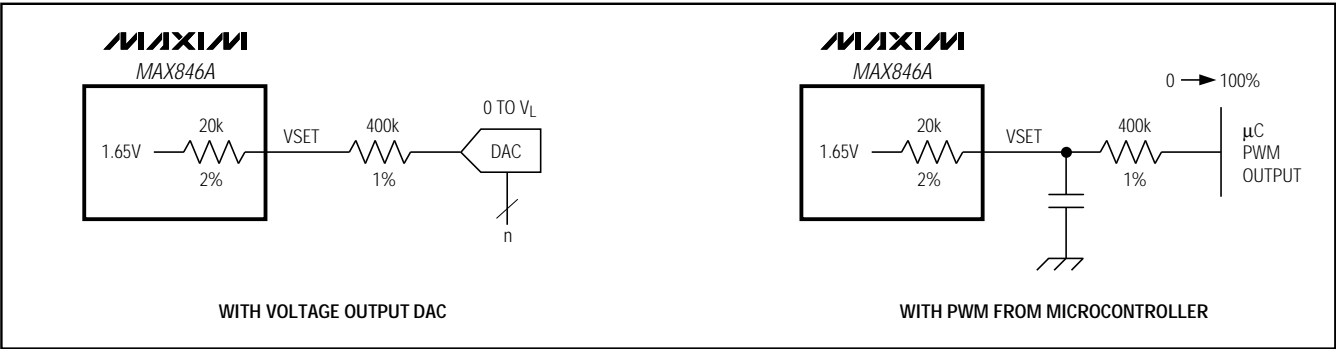 MAXIM
MAX846A
1.65V
20k
2%
VSET
400k
1%
0 TO VL
DAC
n
WITH VOLTAGE OUTPUT DAC
MAXIM
MAX846A
1.65V
20k
2%
VSET
400k
1%
0 → 100%
µC
PWM
OUTPUT
WITH PWM FROM MICROCONTROLLER